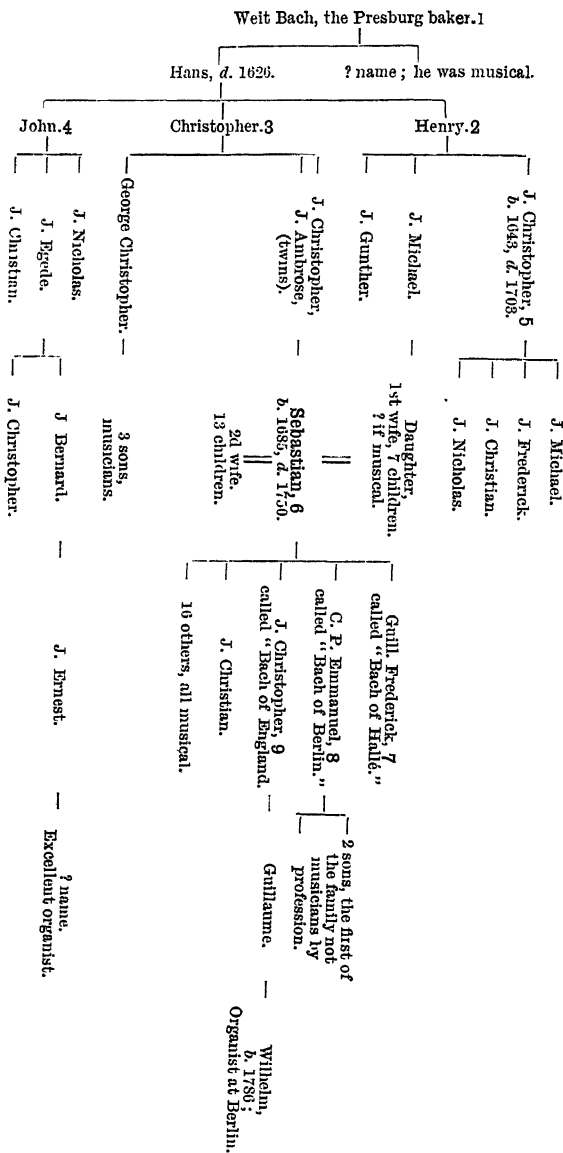 Weit Bach, the Presburg baker.1
Hans, d. 1626.
? name; he was musical.
John.4
Christopher.3
Henry.2
J. Nicholas.
J. Egede.
J. Christian.
George Christopher.
J. Christopher,
J. Ambrose,
(twins).
J. Michael.
J. Gunther.
J. Christopher, 5
b. 1643, d. 1703.
J Bernard.
J. Christopher.
3 sons,
musicians.
Sebastian, 6
b. 1685, d. 1750.
2d wife.
13 children.
Daughter,
1st wife, 7 children.
? if musical.
J. Michael.
J. Frederick.
J. Christian.
J. Nicholas.
J. Ernest.
Guill. Frederick, 7
called "Bach of Hallé."
C. P. Emmanuel, 8
called "Bach of Berlin."
J. Christopher, 9
called "Bach of England.
J. Christian.
16 others, all musical.
? name.
Excellent organist.
2 sons, the first of
the family not
musicians by
profession.
Guillaume.
Wilhelm,
b. 1786;
Organist at Berlin.